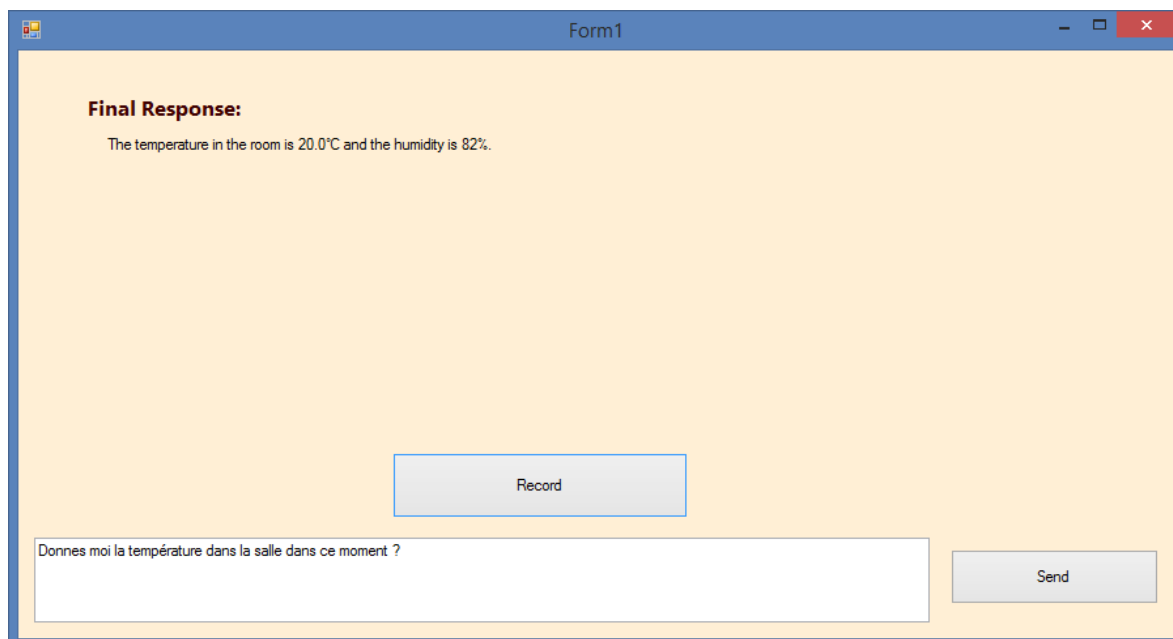 Form1
Final Response:
The temperature in the room is 20.0°C and the humidity is 82%.
Record
Donnes moi la température dans la salle dans ce moment ?
Send